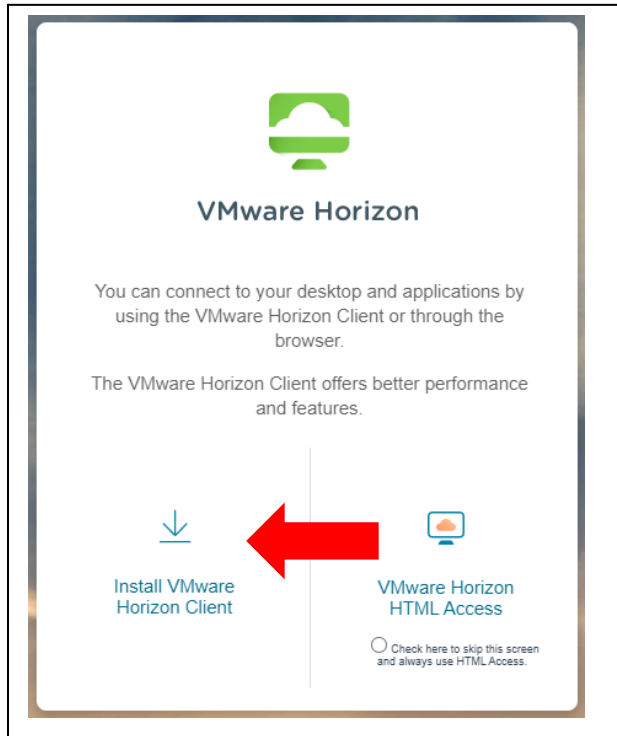 VMware Horizon
You can connect to your desktop and applications by
using the VMware Horizon Client or through the
browser.
The VMware Horizon Client offers better performance
and features.
Install VMware
Horizon Client
VMware Horizon
HTML Access
Check here to skip this screen
and always use HTML Access.